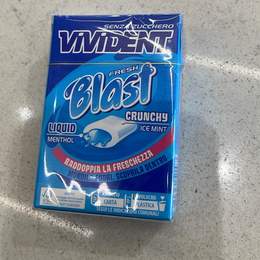 SENZA ZUCCHERO
VIVIDENT
FRESH
Blast
CRUNCHY
LIQUID
MENTHOL
ICE MINT
RADDOPPIA LA FRESCHEZZA
CARTA
PLASTICA